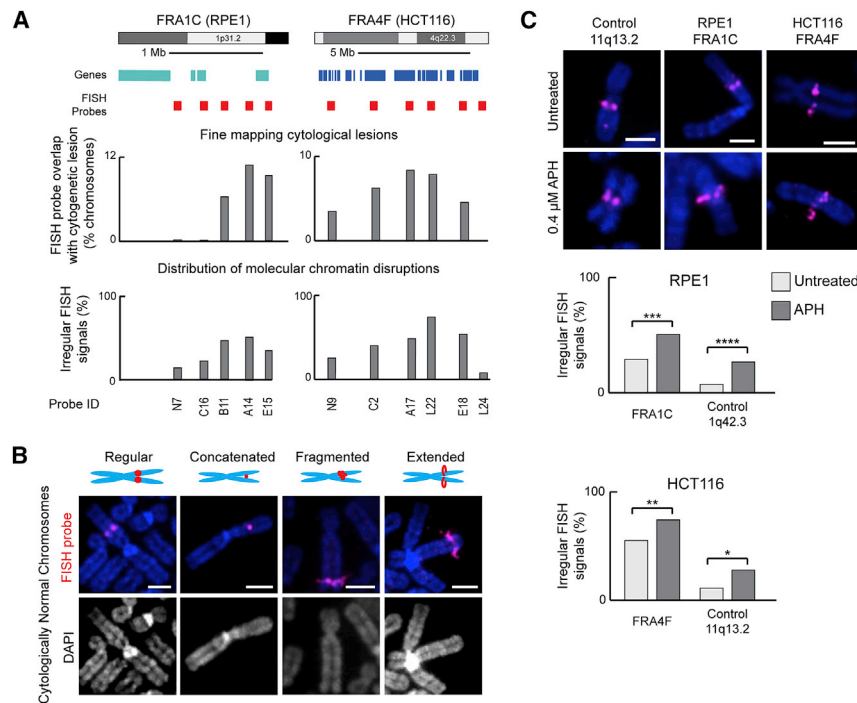 A
FRA1C (RPE1)
FRA4F (HCT116)
1p31.2
4q22.3
1 Mb
5 Mb
Genes
FISH
Probes
Fine mapping cytological lesions
FISH probe overlap
with cytogenetic lesion
(% chromosomes)
12
0
12
0
Distribution of molecular chromatin disruptions
Irregular FISH
signals (%)
100
0
100
0
Probe ID
N7
C16
B11
A14
E15
N9
C2
A17
L22
E18
L24
B
Regular
Concatenated
Fragmented
Extended
Cytologically Normal Chromosomes
FISH probe
DAPI
C
Control
11q13.2
RPE1
FRA1C
HCT116
FRA4F
Untreated
0.4 µM APH
RPE1
Untreated
APH
Irregular FISH
signals (%)
100
0
***
****
FRA1C
Control
1q42.3
HCT116
Irregular FISH
signals (%)
100
0
**
*
FRA4F
Control
11q13.2